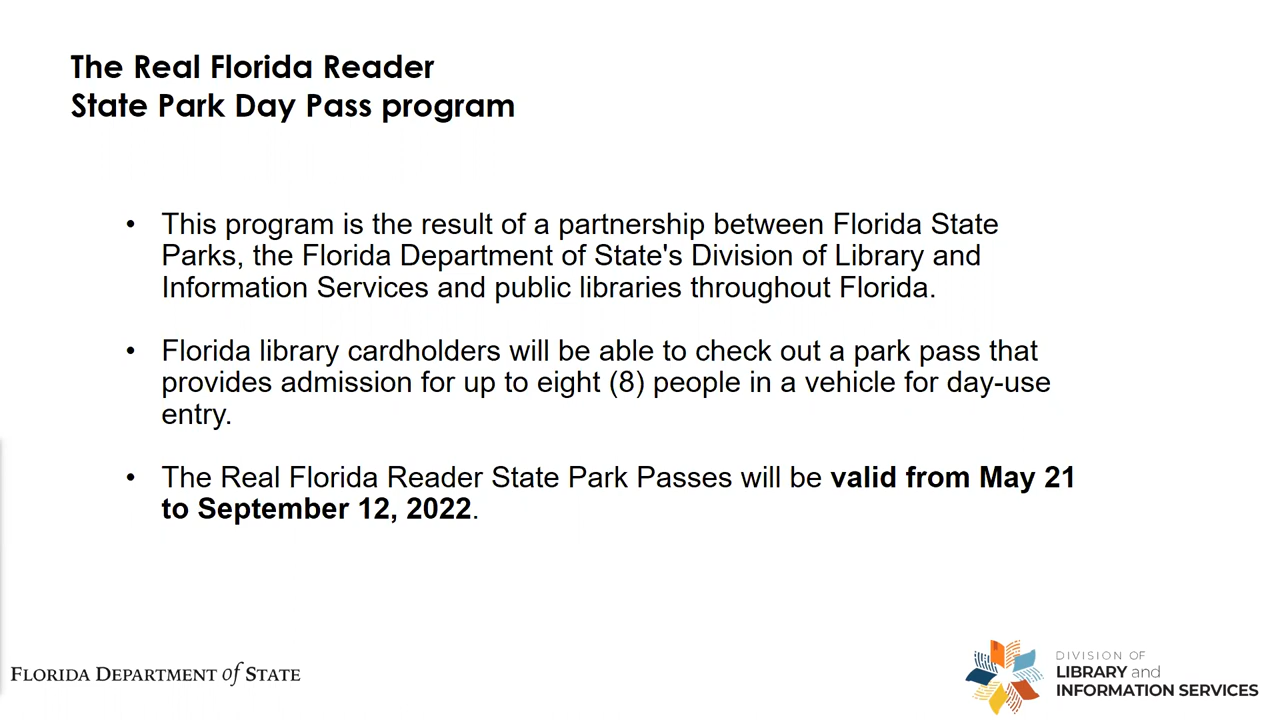 The Real Florida Reader
State Park Day Pass program
• This program is the result of a partnership between Florida State
Parks, the Florida Department of State's Division of Library and
Information Services and public libraries throughout Florida.
• Florida library cardholders will be able to check out a park pass that
provides admission for up to eight (8) people in a vehicle for day-use
entry.
• The Real Florida Reader State Park Passes will be valid from May 21
to September 12, 2022.
FLORIDA DEPARTMENT of STATE
DIVISION OF
LIBRARY and
INFORMATION SERVICES